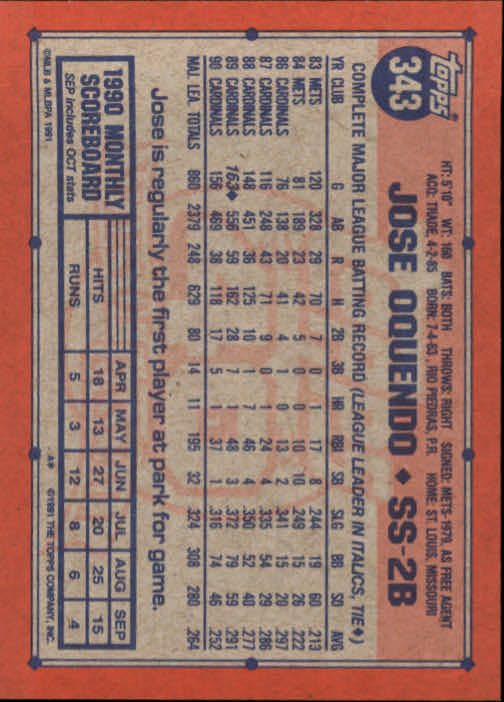 Topps
343
JOSE OQUENDO ♦ SS-2B
HT: 5'10" WT: 160 BATS: BOTH THROWS: RIGHT SIGNED: METS-1979, AS FREE AGENT
ACQ: TRADE, 4-2-85 BORN: 7-4-63, RIO PIEDRAS, P.R. HOME: ST. LOUIS, MISSOURI
COMPLETE MAJOR LEAGUE BATTING RECORD (LEAGUE LEADER IN ITALICS, TIE♦)
YR CLUB G AB R H 2B 3B HR RBI SB SLG BB SO AVG
83 METS 120 328 29 70 7 0 1 17 8 .244 19 60 .213
84 METS 81 189 23 42 5 0 0 10 10 .249 15 26 .222
86 CARDINALS 76 138 20 41 4 1 0 13 2 .341 15 20 .297
87 CARDINALS 116 248 43 71 9 0 1 24 4 .335 54 29 .286
88 CARDINALS 148 451 36 125 10 1 7 46 4 .350 52 40 .277
89 CARDINALS 163♦ 556 59 162 28 7 1 48 3 .372 79 59 .291
90 CARDINALS 156 469 38 118 17 5 1 37 1 .316 74 46 .252
MAJ. LEA. TOTALS 860 2379 248 629 80 14 11 195 32 .324 308 280 .264
Jose is regularly the first player at park for game.
1990 MONTHLY
SCOREBOARD
SEP includes OCT stats
APR MAY JUN JUL AUG SEP
HITS 18 13 27 20 25 15
RUNS 5 3 12 8 6 4
©MLB & MLBPA 1991
A* ©1991 THE TOPPS COMPANY, INC.